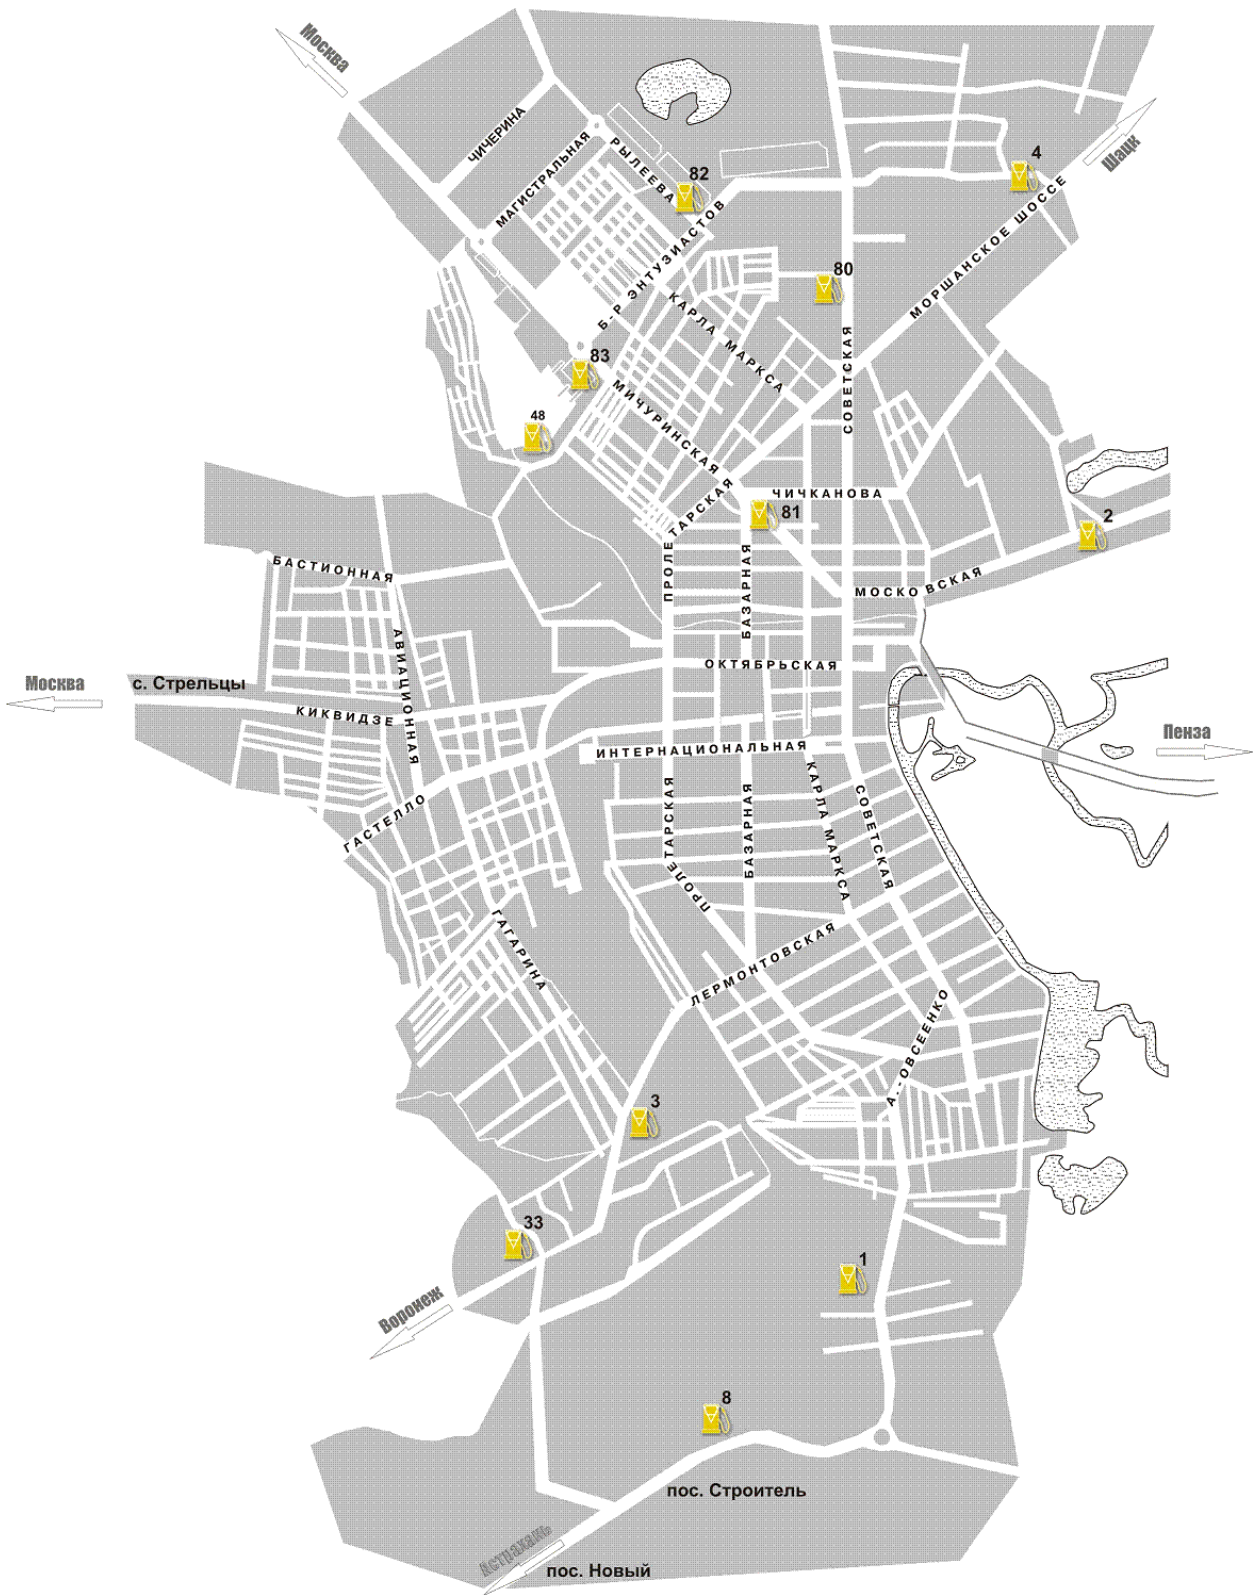 Москва
ЧИЧЕРИНА
МАГИСТРАЛЬНАЯ
РЫЛЕЕВА
82
4
Шацк
Б-Р ЭНТУЗИАСТОВ
МОРШАНСКОЕ ШОССЕ
80
КАРЛА МАРКСА
СОВЕТСКАЯ
83
МИЧУРИНСКАЯ
48
ЧИЧКАНОВА
81
2
ПРОЛЕТАРСКАЯ
БАЗАРНАЯ
МОСКОВСКАЯ
БАСТИОННАЯ
АВИАЦИОННАЯ
ОКТЯБРЬСКАЯ
Москва
с. Стрельцы
КИКВИДЗЕ
Пенза
ИНТЕРНАЦИОНАЛЬНАЯ
ГАСТЕЛЛО
ПРОЛЕТАРСКАЯ
БАЗАРНАЯ
КАРЛА МАРКСА
СОВЕТСКАЯ
ПРОЛЕ
ГАГАРИНА
ЛЕРМОНТОВСКАЯ
А.-ОВСЕЕНКО
3
33
1
Воронеж
8
пос. Строитель
Астрахань
пос. Новый